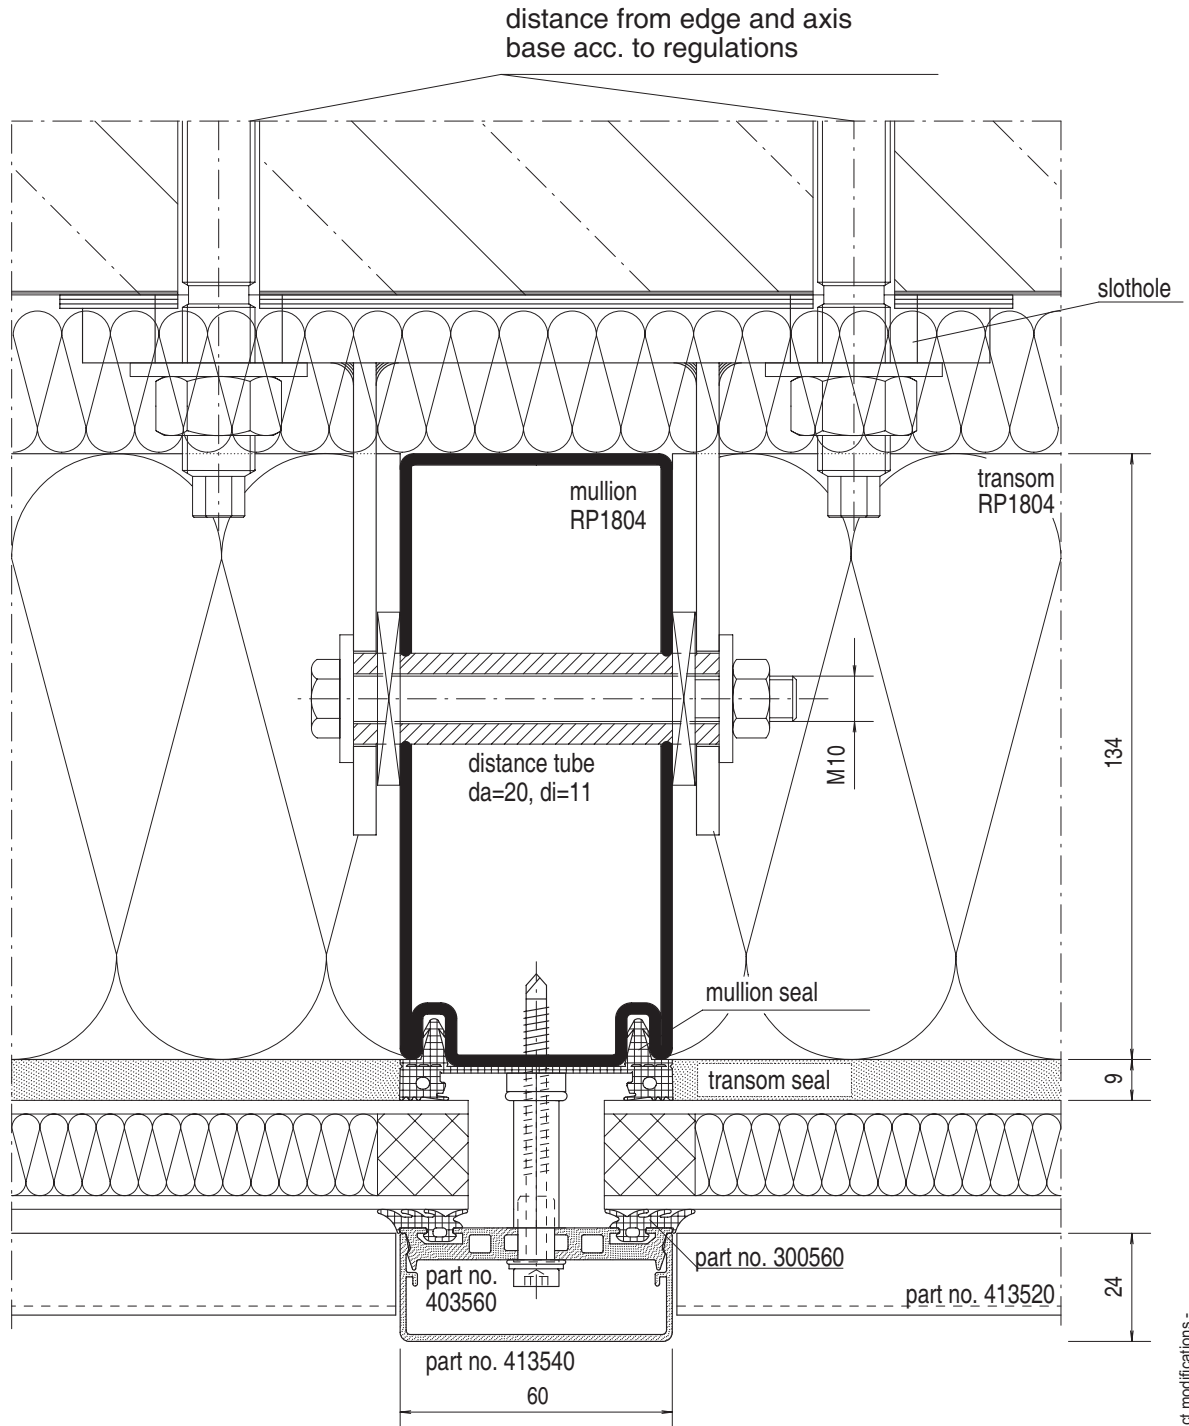 distance from edge and axis
base acc. to regulations
slothole
mullion
RP1804
transom
RP1804
distance tube
da=20, di=11
M10
134
mullion seal
transom seal
9
part no. 300560
part no.
403560
part no. 413520
24
part no. 413540
60
ct modifications -